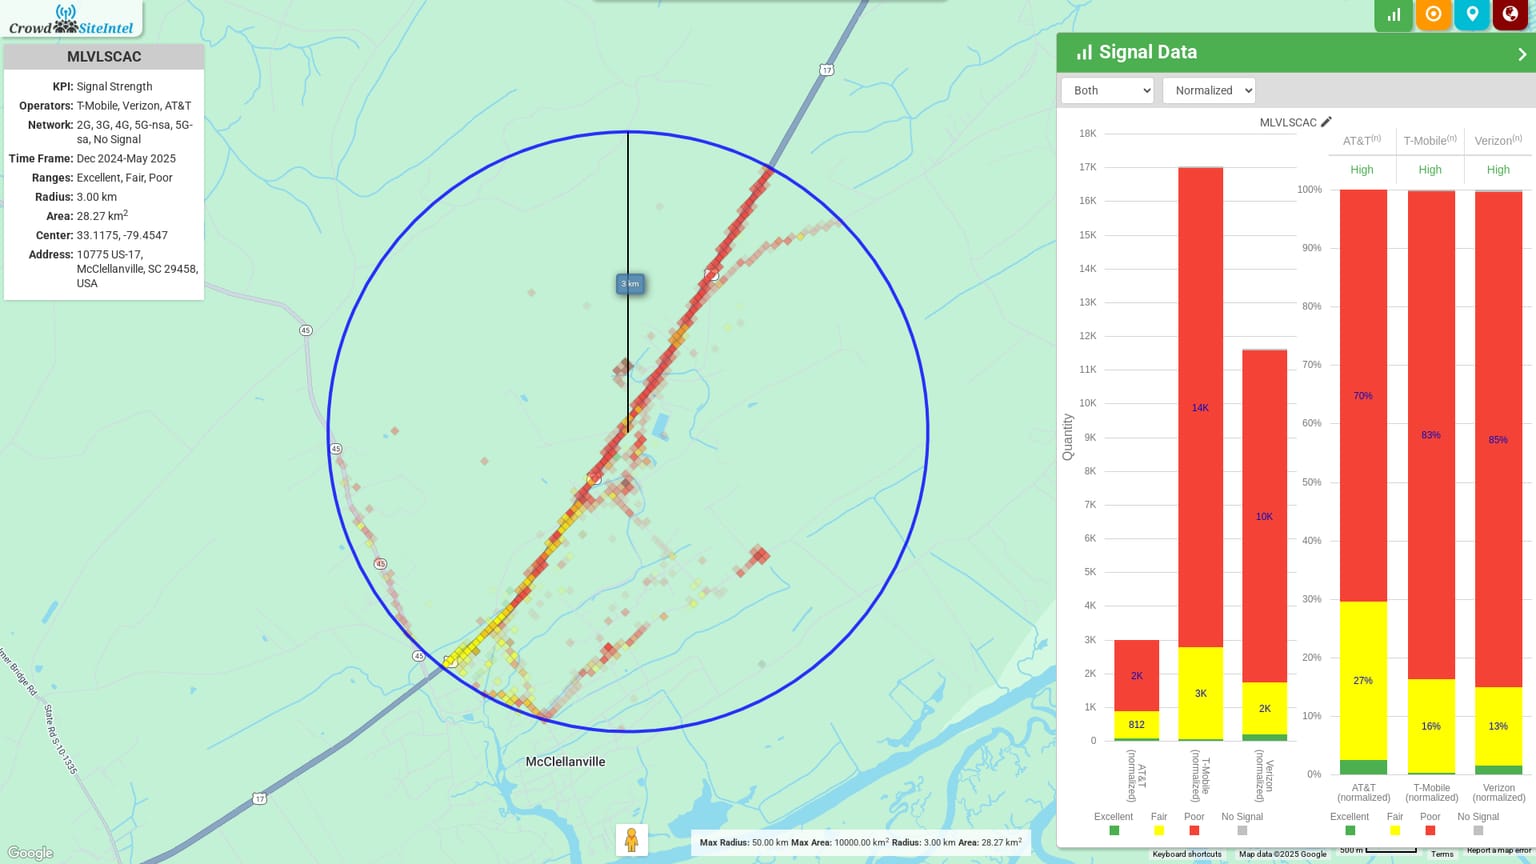 CrowdSiteIntel
MLVLSCAC
KPI: Signal Strength
Operators: T-Mobile, Verizon, AT&T
Network: 2G, 3G, 4G, 5G-nsa, 5G-
sa, No Signal
Time Frame: Dec 2024-May 2025
Ranges: Excellent, Fair, Poor
Radius: 3.00 km
Area: 28.27 km²
Center: 33.1175, -79.4547
Address: 10775 US-17,
McClellanville, SC 29458,
USA
17
45
3 km
45
45
45
State Rd S-10-1335
17
McClellanville
Google
Max Radius: 50.00 km Max Area: 10000.00 km² Radius: 3.00 km Area: 28.27 km²
Signal Data
Both
Normalized
MLVLSCAC
Quantity
18K
17K
16K
15K
14K
13K
12K
11K
10K
9K
8K
7K
6K
5K
4K
3K
2K
1K
0
14K
10K
2K
812
3K
2K
AT&T
(normalized)
T-Mobile
(normalized)
Verizon
(normalized)
Excellent Fair Poor No Signal
AT&T(n) T-Mobile(n) Verizon(n)
High High High
100%
90%
80%
70%
60%
50%
40%
30%
20%
10%
0%
70%
83%
85%
27%
16%
13%
AT&T
(normalized)
T-Mobile
(normalized)
Verizon
(normalized)
Excellent Fair Poor No Signal
Keyboard shortcuts Map data ©2025 Google 500 m Terms Report a map error